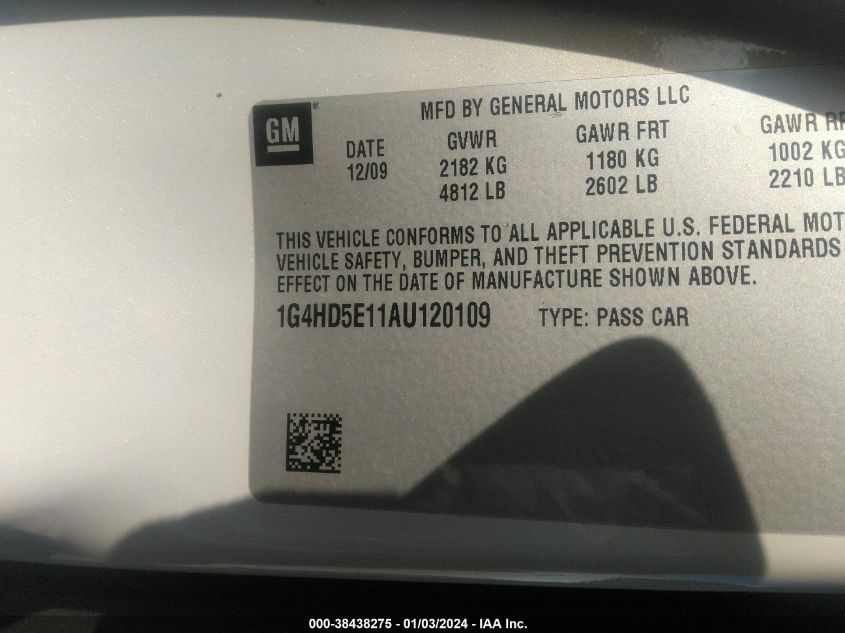 GM
MFD BY GENERAL MOTORS LLC
DATE
12/09
GVWR
2182 KG
4812 LB
GAWR FRT
1180 KG
2602 LB
GAWR
1002 KG
2210 LB
THIS VEHICLE CONFORMS TO ALL APPLICABLE U.S. FEDERAL MOT
VEHICLE SAFETY, BUMPER, AND THEFT PREVENTION STANDARDS
EFFECT ON THE DATE OF MANUFACTURE SHOWN ABOVE.
1G4HD5E11AU120109 TYPE: PASS CAR
000-38438275 - 01/03/2024 - IAA Inc.